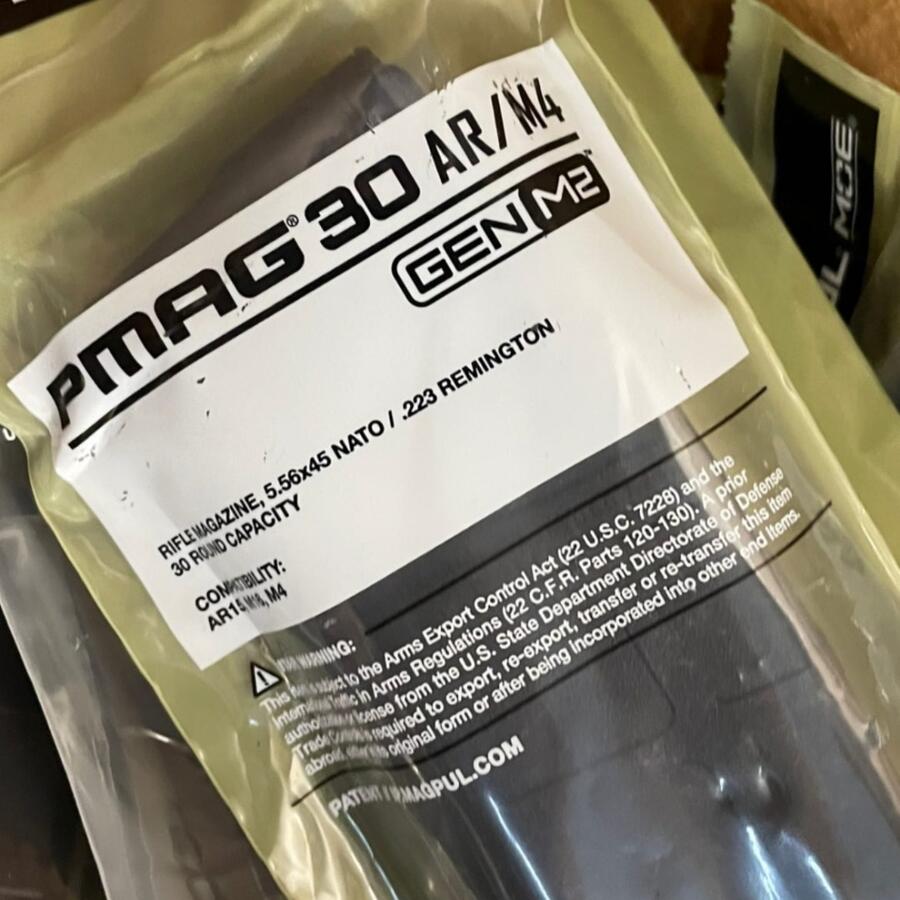 PMAG® 30 AR/M4
GEN M2™
RIFLE MAGAZINE, 5.56x45 NATO / .223 REMINGTON
30 ROUND CAPACITY
COMPATIBILITY:
AR15, M16, M4
WARNING:
This item is subject to the Arms Export Control Act (22 U.S.C. 7228) and the
International Traffic in Arms Regulations (22 C.F.R. Parts 120-130). A prior
authorization or license from the U.S. State Department Directorate of Defense
Trade Controls is required to export, re-export, transfer or re-transfer this item
abroad, either in its original form or after being incorporated into other end items.
MAGPUL.COM
MOE®